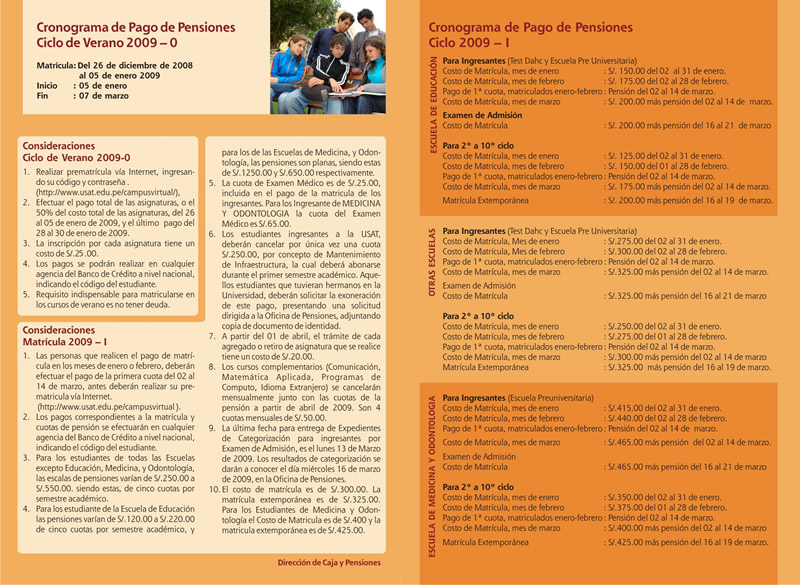 Cronograma de Pago de Pensiones
Ciclo de Verano 2009 – 0
Matrícula: Del 26 de diciembre de 2008
al 05 de enero 2009
Inicio : 05 de enero
Fin : 07 de marzo
Consideraciones
Ciclo de Verano 2009-0
1. Realizar prematrícula vía Internet, ingresan-
do su código y contraseña .
(http://www.usat.edu.pe/campusvirtual/),
2. Efectuar el pago total de las asignaturas, o el
50% del costo total de las asignaturas, del 26
al 05 de enero de 2009, y el último pago del
28 al 30 de enero de 2009.
3. La inscripción por cada asignatura tiene un
costo de S/.25.00.
4. Los pagos se podrán realizar en cualquier
agencia del Banco de Crédito a nivel nacional,
indicando el código del estudiante.
5. Requisito indispensable para matricularse en
los cursos de verano es no tener deuda.
Consideraciones
Matrícula 2009 – I
1. Las personas que realicen el pago de matrí-
cula en los meses de enero o febrero, deberán
efectuar el pago de la primera cuota del 02 al
14 de marzo, antes deberán realizar su pre-
matrícula vía Internet.
(http://www.usat.edu.pe/campusvirtual ).
2. Los pagos correspondientes a la matrícula y
cuotas de pensión se efectuarán en cualquier
agencia del Banco de Crédito a nivel nacional,
indicando el código del estudiante.
3. Para los estudiantes de todas las Escuelas
excepto Educación, Medicina, y Odontología,
las escalas de pensiones varían de S/.250.00 a
S/.550.00. siendo estas, de cinco cuotas por
semestre académico.
4. Para los estudiante de la Escuela de Educación
las pensiones varían de S/.120.00 a S/.220.00
de cinco cuotas por semestre académico, y
para los de las Escuelas de Medicina, y Odon-
tología, las pensiones son planas, siendo estas
de S/.1250.00 y S/.650.00 respectivamente.
5. La cuota de Examen Médico es de S/.25.00,
incluida en el pago de la matricula de los
ingresantes. Para los Ingresante de MEDICINA
Y ODONTOLOGIA la cuota del Examen
Médico es S/.65.00.
6. Los estudiantes ingresantes a la USAT,
deberán cancelar por única vez una cuota
S/.250.00, por concepto de Mantenimiento
de Infraestructura, la cual deberá abonarse
durante el primer semestre académico. Aque-
llos estudiantes que tuvieran hermanos en la
Universidad, deberán solicitar la exoneración
de este pago, presentando una solicitud
dirigida a la Oficina de Pensiones, adjuntando
copia de documento de identidad.
7. A partir del 01 de abril, el trámite de cada
agregado o retiro de asignatura que se realice
tiene un costo de S/.20.00.
8. Los cursos complementarios (Comunicación,
Matemática Aplicada, Programas de
Computo, Idioma Extranjero) se cancelarán
mensualmente junto con las cuotas de la
pensión a partir de abril de 2009. Son 4
cuotas mensuales de S/.50.00.
9. La última fecha para entrega de Expedientes
de Categorización para ingresantes por
Examen de Admisión, es el lunes 13 de Marzo
de 2009. Los resultados de categorización se
darán a conocer el día miércoles 16 de marzo
de 2009, en la Oficina de Pensiones.
10. El costo de matrícula es de S/.300.00. La
matrícula extemporánea es de S/.325.00.
Para los Estudiantes de Medicina y Odon-
tología el Costo de Matricula es de S/.400 y la
matricula extemporánea es de S/.425.00.
Dirección de Caja y Pensiones
Cronograma de Pago de Pensiones
Ciclo 2009 – I
ESCUELA DE EDUCACIÓN
Para Ingresantes (Test Dahc y Escuela Pre Universitaria)
Costo de Matrícula, mes de enero : S/. 150.00 del 02 al 31 de enero.
Costo de Matrícula, mes de febrero : S/. 175.00 del 02 al 28 de febrero.
Pago de 1ª cuota, matriculados enero-febrero : Pensión del 02 al 14 de marzo.
Costo de Matrícula, mes de marzo : S/. 200.00 más pensión del 02 al 14 de marzo.
Examen de Admisión
Costo de Matrícula : S/. 200.00 más pensión del 16 al 21 de marzo
Para 2° a 10° ciclo
Costo de Matrícula, mes de enero : S/. 125.00 del 02 al 31 de enero.
Costo de Matrícula, mes de febrero : S/. 150.00 del 01 al 28 de febrero.
Pago de 1ª cuota, matriculados enero-febrero : Pensión del 02 al 14 de marzo.
Costo de Matrícula, mes de marzo : S/. 175.00 más pensión del 02 al 14 de marzo.
Matrícula Extemporánea : S/. 200.00 más pensión del 16 al 19 de marzo.
OTRAS ESCUELAS
Para Ingresantes (Test Dahc y Escuela Pre Universitaria)
Costo de Matrícula, Mes de enero : S/.275.00 del 02 al 31 de enero.
Costo de Matrícula, mes de febrero : S/.300.00 del 02 al 28 de febrero.
Pago de 1ª cuota, matriculados enero-febrero : Pensión del 02 al 14 de marzo.
Costo de Matrícula, mes de marzo : S/.325.00 más pensión del 02 al 14 de marzo.
Examen de Admisión
Costo de Matrícula : S/.325.00 más pensión del 16 al 21 de marzo
Para 2° a 10° ciclo
Costo de Matrícula, mes de enero : S/.250.00 del 02 al 31 de enero.
Costo de Matrícula, mes de febrero : S/.275.00 del 01 al 28 de febrero.
Pago de 1ª cuota, matriculados enero-febrero : Pensión del 02 al 14 de marzo.
Costo de Matrícula, mes de marzo : S/.300.00 más pensión del 02 al 14 de marzo
Matrícula Extemporánea : S/.325.00 más pensión del 16 al 19 de marzo.
ESCUELA DE MEDICINA Y ODONTOLOGIA
Para Ingresantes (Escuela Preuniversitaria)
Costo de Matrícula, mes de enero : S/.415.00 del 02 al 31 de enero.
Costo de Matrícula, mes de febrero : S/.440.00 del 02 al 28 de febrero.
Pago de 1ª cuota, matriculados enero-febrero : Pensión del 02 al 14 de marzo.
Costo de Matrícula, mes de marzo : S/.465.00 más pensión del 02 al 14 de marzo.
Examen de Admisión
Costo de Matrícula : S/.465.00 más pensión del 16 al 21 de marzo
Para 2° a 10° ciclo
Costo de Matrícula, mes de enero : S/.350.00 del 02 al 31 de enero.
Costo de Matrícula, mes de febrero : S/.375.00 del 01 al 28 de febrero.
Pago de 1ª cuota, matriculados enero-febrero : Pensión del 02 al 14 de marzo.
Costo de Matrícula, mes de marzo : S/.400.00 más pensión del 02 al 14 de marzo
Matrícula Extemporánea : S/.425.00 más pensión del 16 al 19 de marzo.